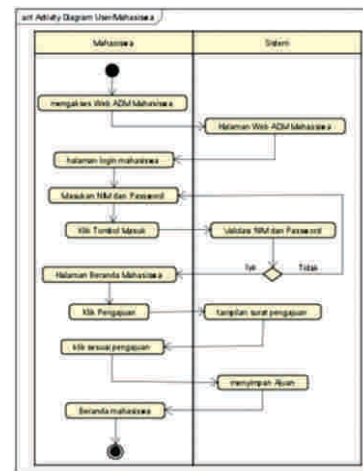 act Activity Diagram User Mahasiswa
Mahasiswa
Sistem
mengakses Web ADM Mahasiswa
Halaman Web ADM Mahasiswa
halaman login mahasiswa
Masukan NIM dan Password
Klik Tombol Masuk
Validasi NIM dan Password
Iya
Tidak
Halaman Beranda Mahasiswa
Klik Pengajuan
tampilan surat pengajuan
klik sesuai pengajuan
menyimpan Ajuan
Beranda mahasiswa